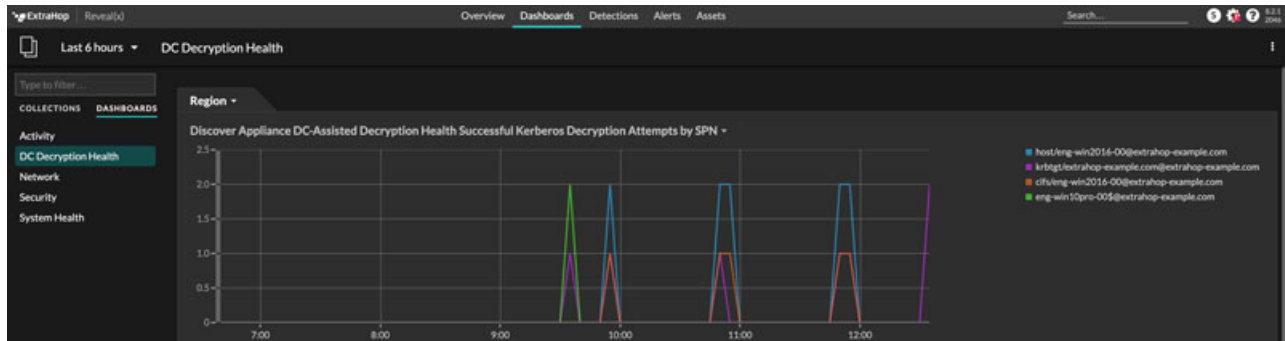 ExtraHop Reveal(x) Overview Dashboards Detections Alerts Assets Search...
Last 6 hours DC Decryption Health
Type to filter...
COLLECTIONS DASHBOARDS
Activity
DC Decryption Health
Network
Security
System Health
Region
Discover Appliance DC-Assisted Decryption Health Successful Kerberos Decryption Attempts by SPN
2.5
2.0
1.5
1.0
0.5
0
7:00 8:00 9:00 10:00 11:00 12:00
host/eng-win2016-00@extrahop-example.com
krbtgt/extrahop-example.com@extrahop-example.com
cifs/eng-win2016-00@extrahop-example.com
eng-win10pro-00$@extrahop-example.com